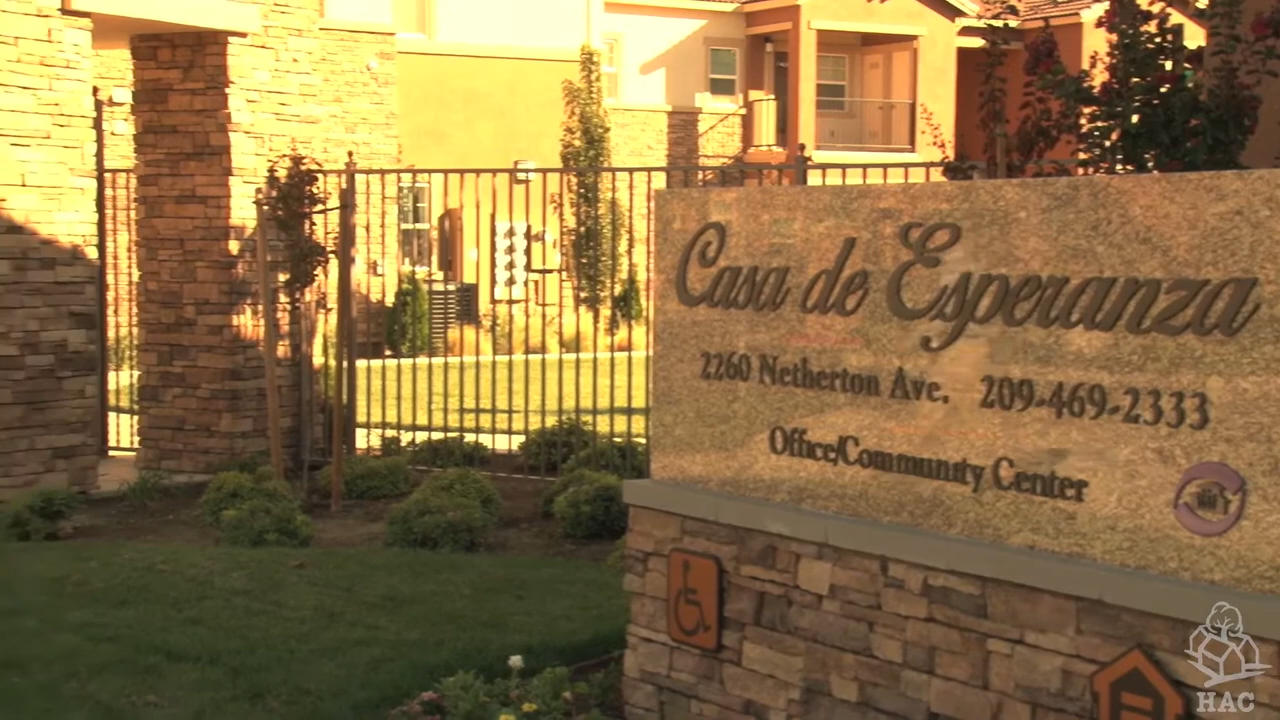 Casa de Esperanza
2260 Netherton Ave. 209-469-2333
Office/Community Center
HAC